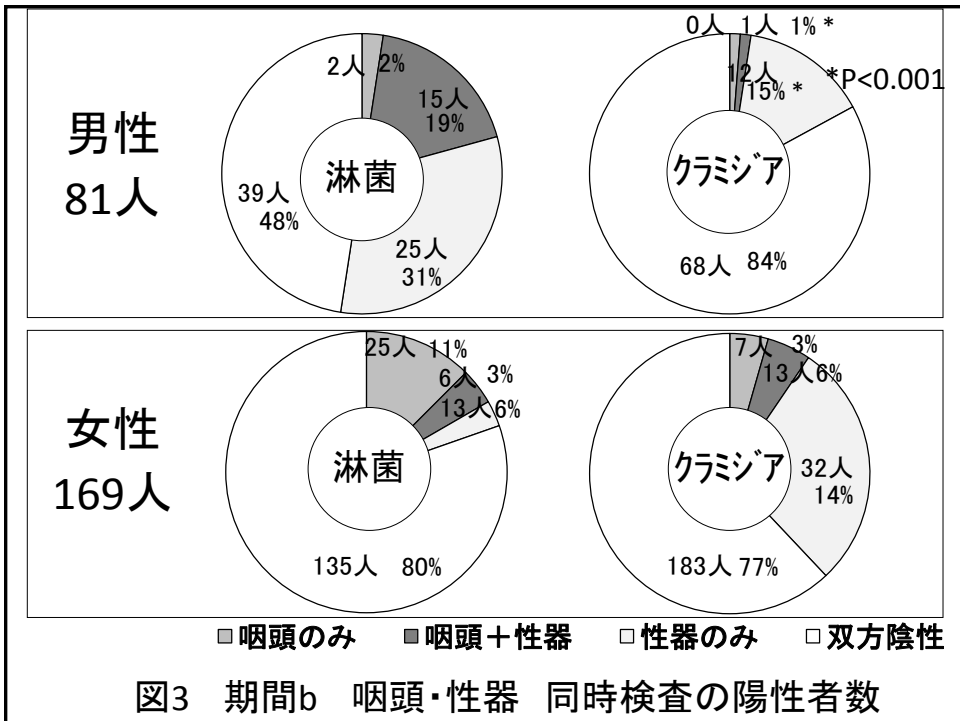 0人 1人 1% *
2人 2%
12人 *P<0.001
15% *
15人
19%
男性
81人
淋菌
クラミジア
39人
48%
25人
31%
68人 84%
25人 11%
6人 3%
13人 6%
7人 3%
13人 6%
女性
169人
淋菌
クラミジア
32人
14%
135人 80%
183人 77%
咽頭のみ 咽頭＋性器 性器のみ 双方陰性
図3 期間b 咽頭・性器 同時検査の陽性者数